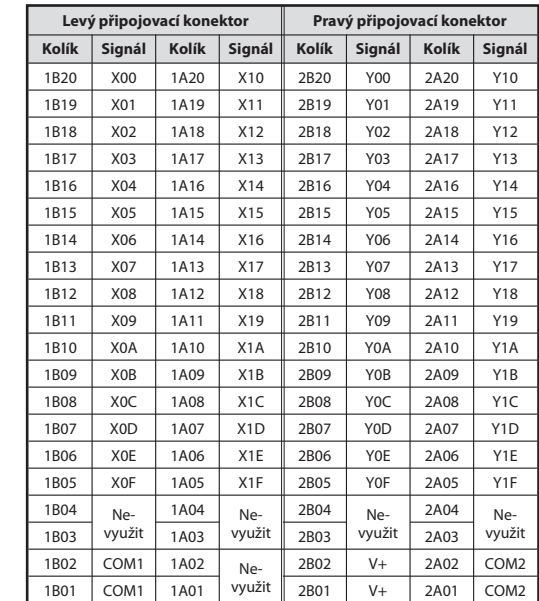 Levý připojovací konektor Pravý připojovací konektor
Kolík Signál Kolík Signál Kolík Signál Kolík Signál
1B20 X00 1A20 X10 2B20 Y00 2A20 Y10
1B19 X01 1A19 X11 2B19 Y01 2A19 Y11
1B18 X02 1A18 X12 2B18 Y02 2A18 Y12
1B17 X03 1A17 X13 2B17 Y03 2A17 Y13
1B16 X04 1A16 X14 2B16 Y04 2A16 Y14
1B15 X05 1A15 X15 2B15 Y05 2A15 Y15
1B14 X06 1A14 X16 2B14 Y06 2A14 Y16
1B13 X07 1A13 X17 2B13 Y07 2A13 Y17
1B12 X08 1A12 X18 2B12 Y08 2A12 Y18
1B11 X09 1A11 X19 2B11 Y09 2A11 Y19
1B10 X0A 1A10 X1A 2B10 Y0A 2A10 Y1A
1B09 X0B 1A09 X1B 2B09 Y0B 2A09 Y1B
1B08 X0C 1A08 X1C 2B08 Y0C 2A08 Y1C
1B07 X0D 1A07 X1D 2B07 Y0D 2A07 Y1D
1B06 X0E 1A06 X1E 2B06 Y0E 2A06 Y1E
1B05 X0F 1A05 X1F 2B05 Y0F 2A05 Y1F
1B04 Ne- 1A04 Ne- 2B04 Ne- 2A04 Ne-
1B03 využit 1A03 využit 2B03 využit 2A03 využit
1B02 COM1 1A02 Ne- 2B02 V+ 2A02 COM2
1B01 COM1 1A01 využit 2B01 V+ 2A01 COM2